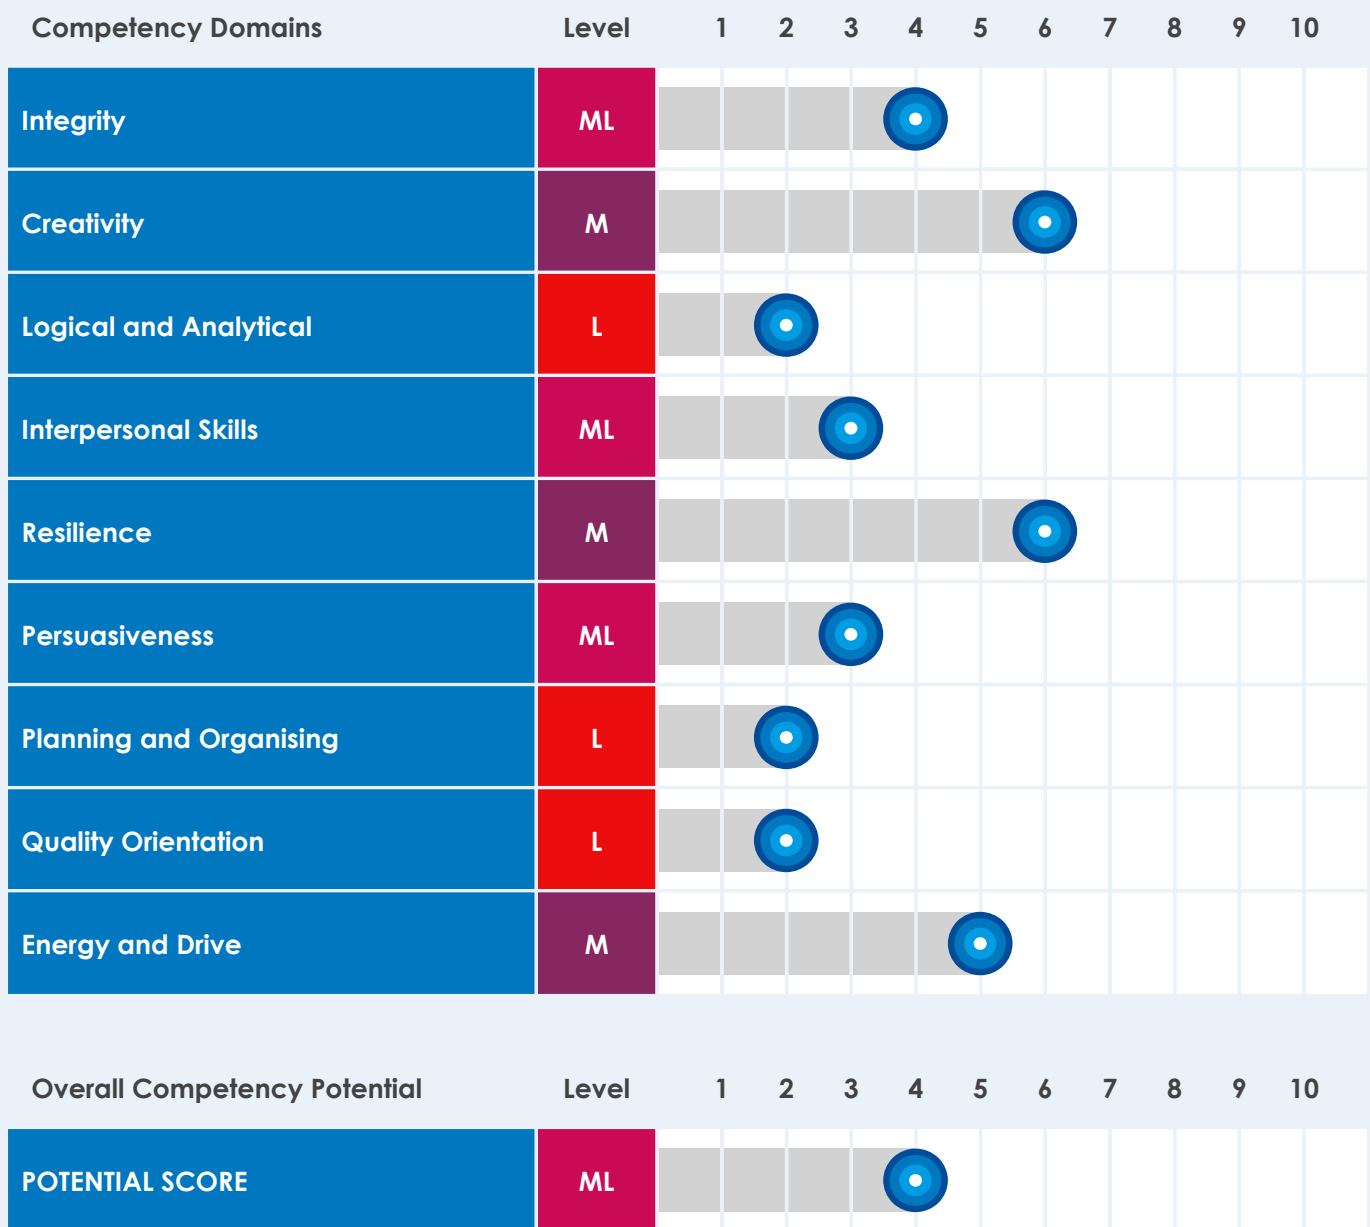 Competency Domains Level 1 2 3 4 5 6 7 8 9 10
Integrity ML
Creativity M
Logical and Analytical L
Interpersonal Skills ML
Resilience M
Persuasiveness ML
Planning and Organising L
Quality Orientation L
Energy and Drive M
Overall Competency Potential Level 1 2 3 4 5 6 7 8 9 10
POTENTIAL SCORE ML